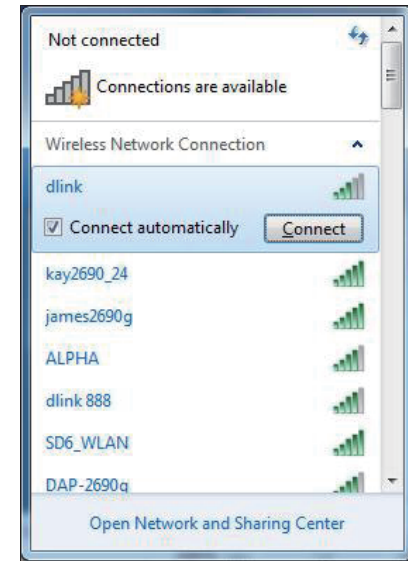 Not connected
Connections are available
Wireless Network Connection
dlink
Connect automatically Connect
kay2690_24
james2690g
ALPHA
dlink 888
SD6_WLAN
DAP-2690g
Open Network and Sharing Center